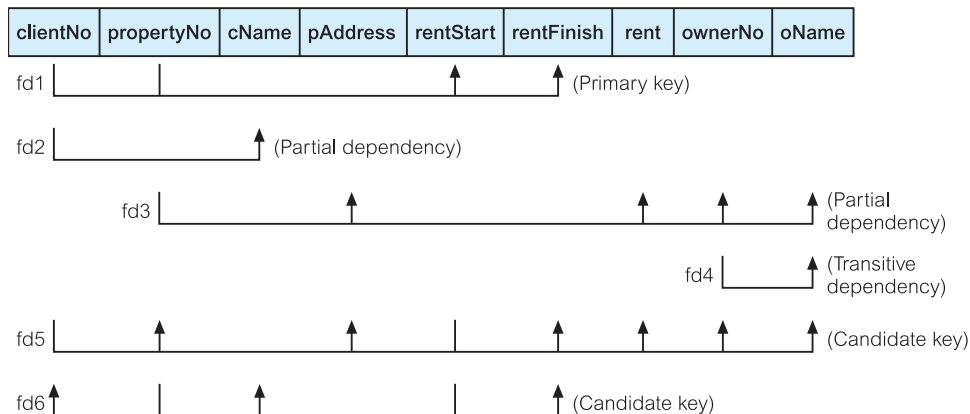 clientNo propertyNo cName pAddress rentStart rentFinish rent ownerNo oName
fd1 (Primary key)
fd2 (Partial dependency)
fd3 (Partial
dependency)
fd4 (Transitive
dependency)
fd5 (Candidate key)
fd6 (Candidate key)